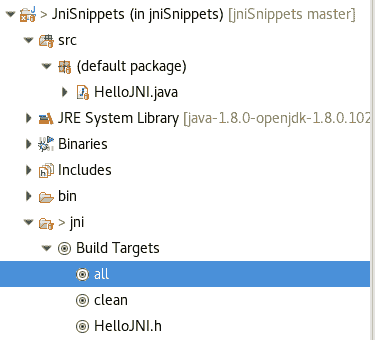 > JniSnippets (in jniSnippets) [jniSnippets master]
src
(default package)
HelloJNI.java
JRE System Library [java-1.8.0-openjdk-1.8.0.102
Binaries
Includes
bin
> jni
Build Targets
all
clean
HelloJNI.h